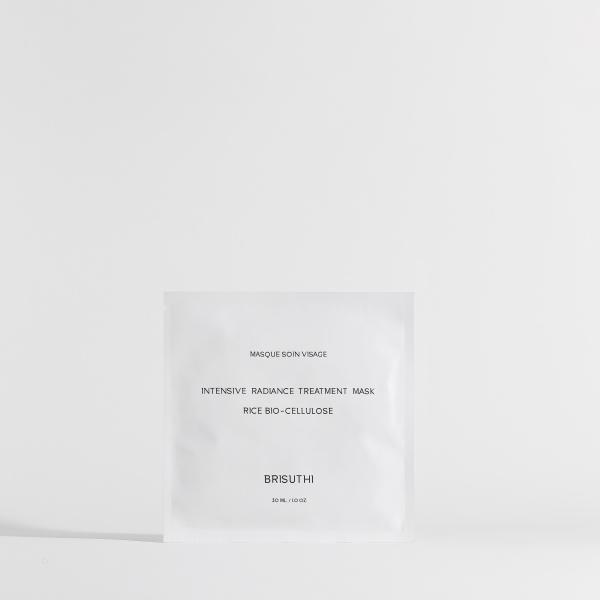 MASQUE SOIN VISAGE
INTENSIVE RADIANCE TREATMENT MASK
RICE BIO-CELLULOSE
BRISUTHI
30 ML / 1.0 OZ